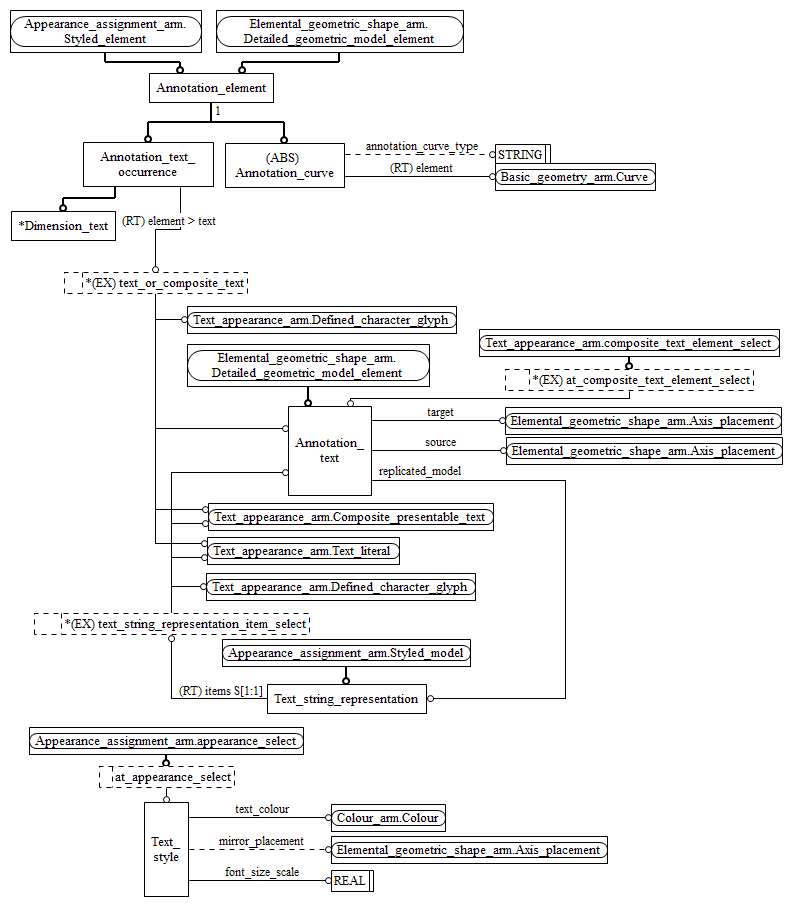 Appearance_assignment_arm.
Styled_element
Elemental_geometric_shape_arm.
Detailed_geometric_model_element
Annotation_element
1
Annotation_text_
occurrence
(ABS)
Annotation_curve
annotation_curve_type
STRING
(RT) element
Basic_geometry_arm.Curve
*Dimension_text
(RT) element > text
*(EX) text_or_composite_text
Text_appearance_arm.Defined_character_glyph
Text_appearance_arm.composite_text_element_select
Elemental_geometric_shape_arm.
Detailed_geometric_model_element
*(EX) at_composite_text_element_select
Annotation_
text
target
Elemental_geometric_shape_arm.Axis_placement
source
Elemental_geometric_shape_arm.Axis_placement
replicated_model
Text_appearance_arm.Composite_presentable_text
Text_appearance_arm.Text_literal
Text_appearance_arm.Defined_character_glyph
*(EX) text_string_representation_item_select
Appearance_assignment_arm.Styled_model
(RT) items S[1:1]
Text_string_representation
Appearance_assignment_arm.appearance_select
at_appearance_select
Text_
style
text_colour
Colour_arm.Colour
mirror_placement
Elemental_geometric_shape_arm.Axis_placement
font_size_scale
REAL